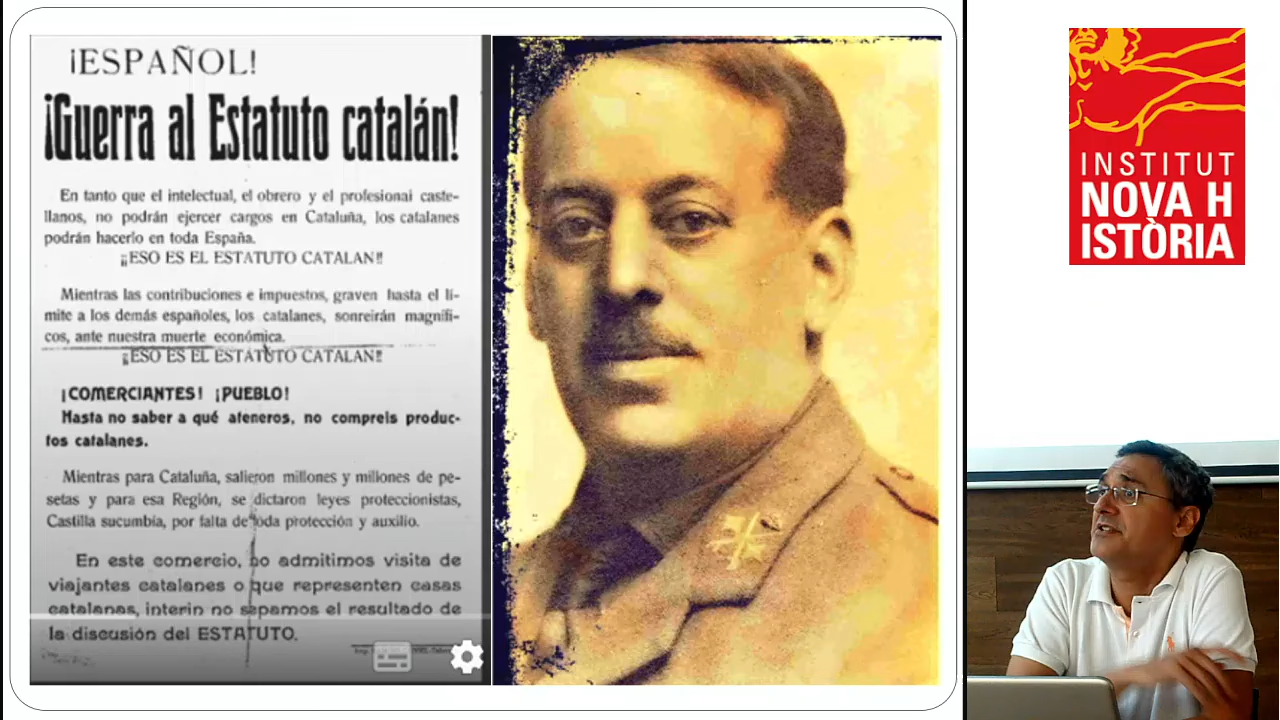 ¡ESPAÑOL!
¡Guerra al Estatuto catalán!
En tanto que el intelectual, el obrero y el profesional caste-
llanos, no podrán ejercer cargos en Cataluña, los catalanes
podrán hacerlo en toda España.
¡¡ESO ES EL ESTATUTO CATALAN!!
Mientras las contribuciones e impuestos, graven hasta el lí-
mite a los demás españoles, los catalanes, sonreirán magnífi-
cos, ante nuestra muerte económica.
¡¡ESO ES EL ESTATUTO CATALAN!!
¡COMERCIANTES! ¡PUEBLO!
Hasta no saber a qué ateneros, no compreis produc-
tos catalanes.
Mientras para Cataluña, salieron millones y millones de pe-
setas y para esa Región, se dictaron leyes proteccionistas,
Castilla sucumbia, por falta de toda protección y auxilio.
En este comercio, no admitimos visita de
viajantes catalanes o que representen casas
catalanas, interin no sepamos el resultado de
la discusión del ESTATUTO.
INSTITUT
NOVA H
ISTÒRIA